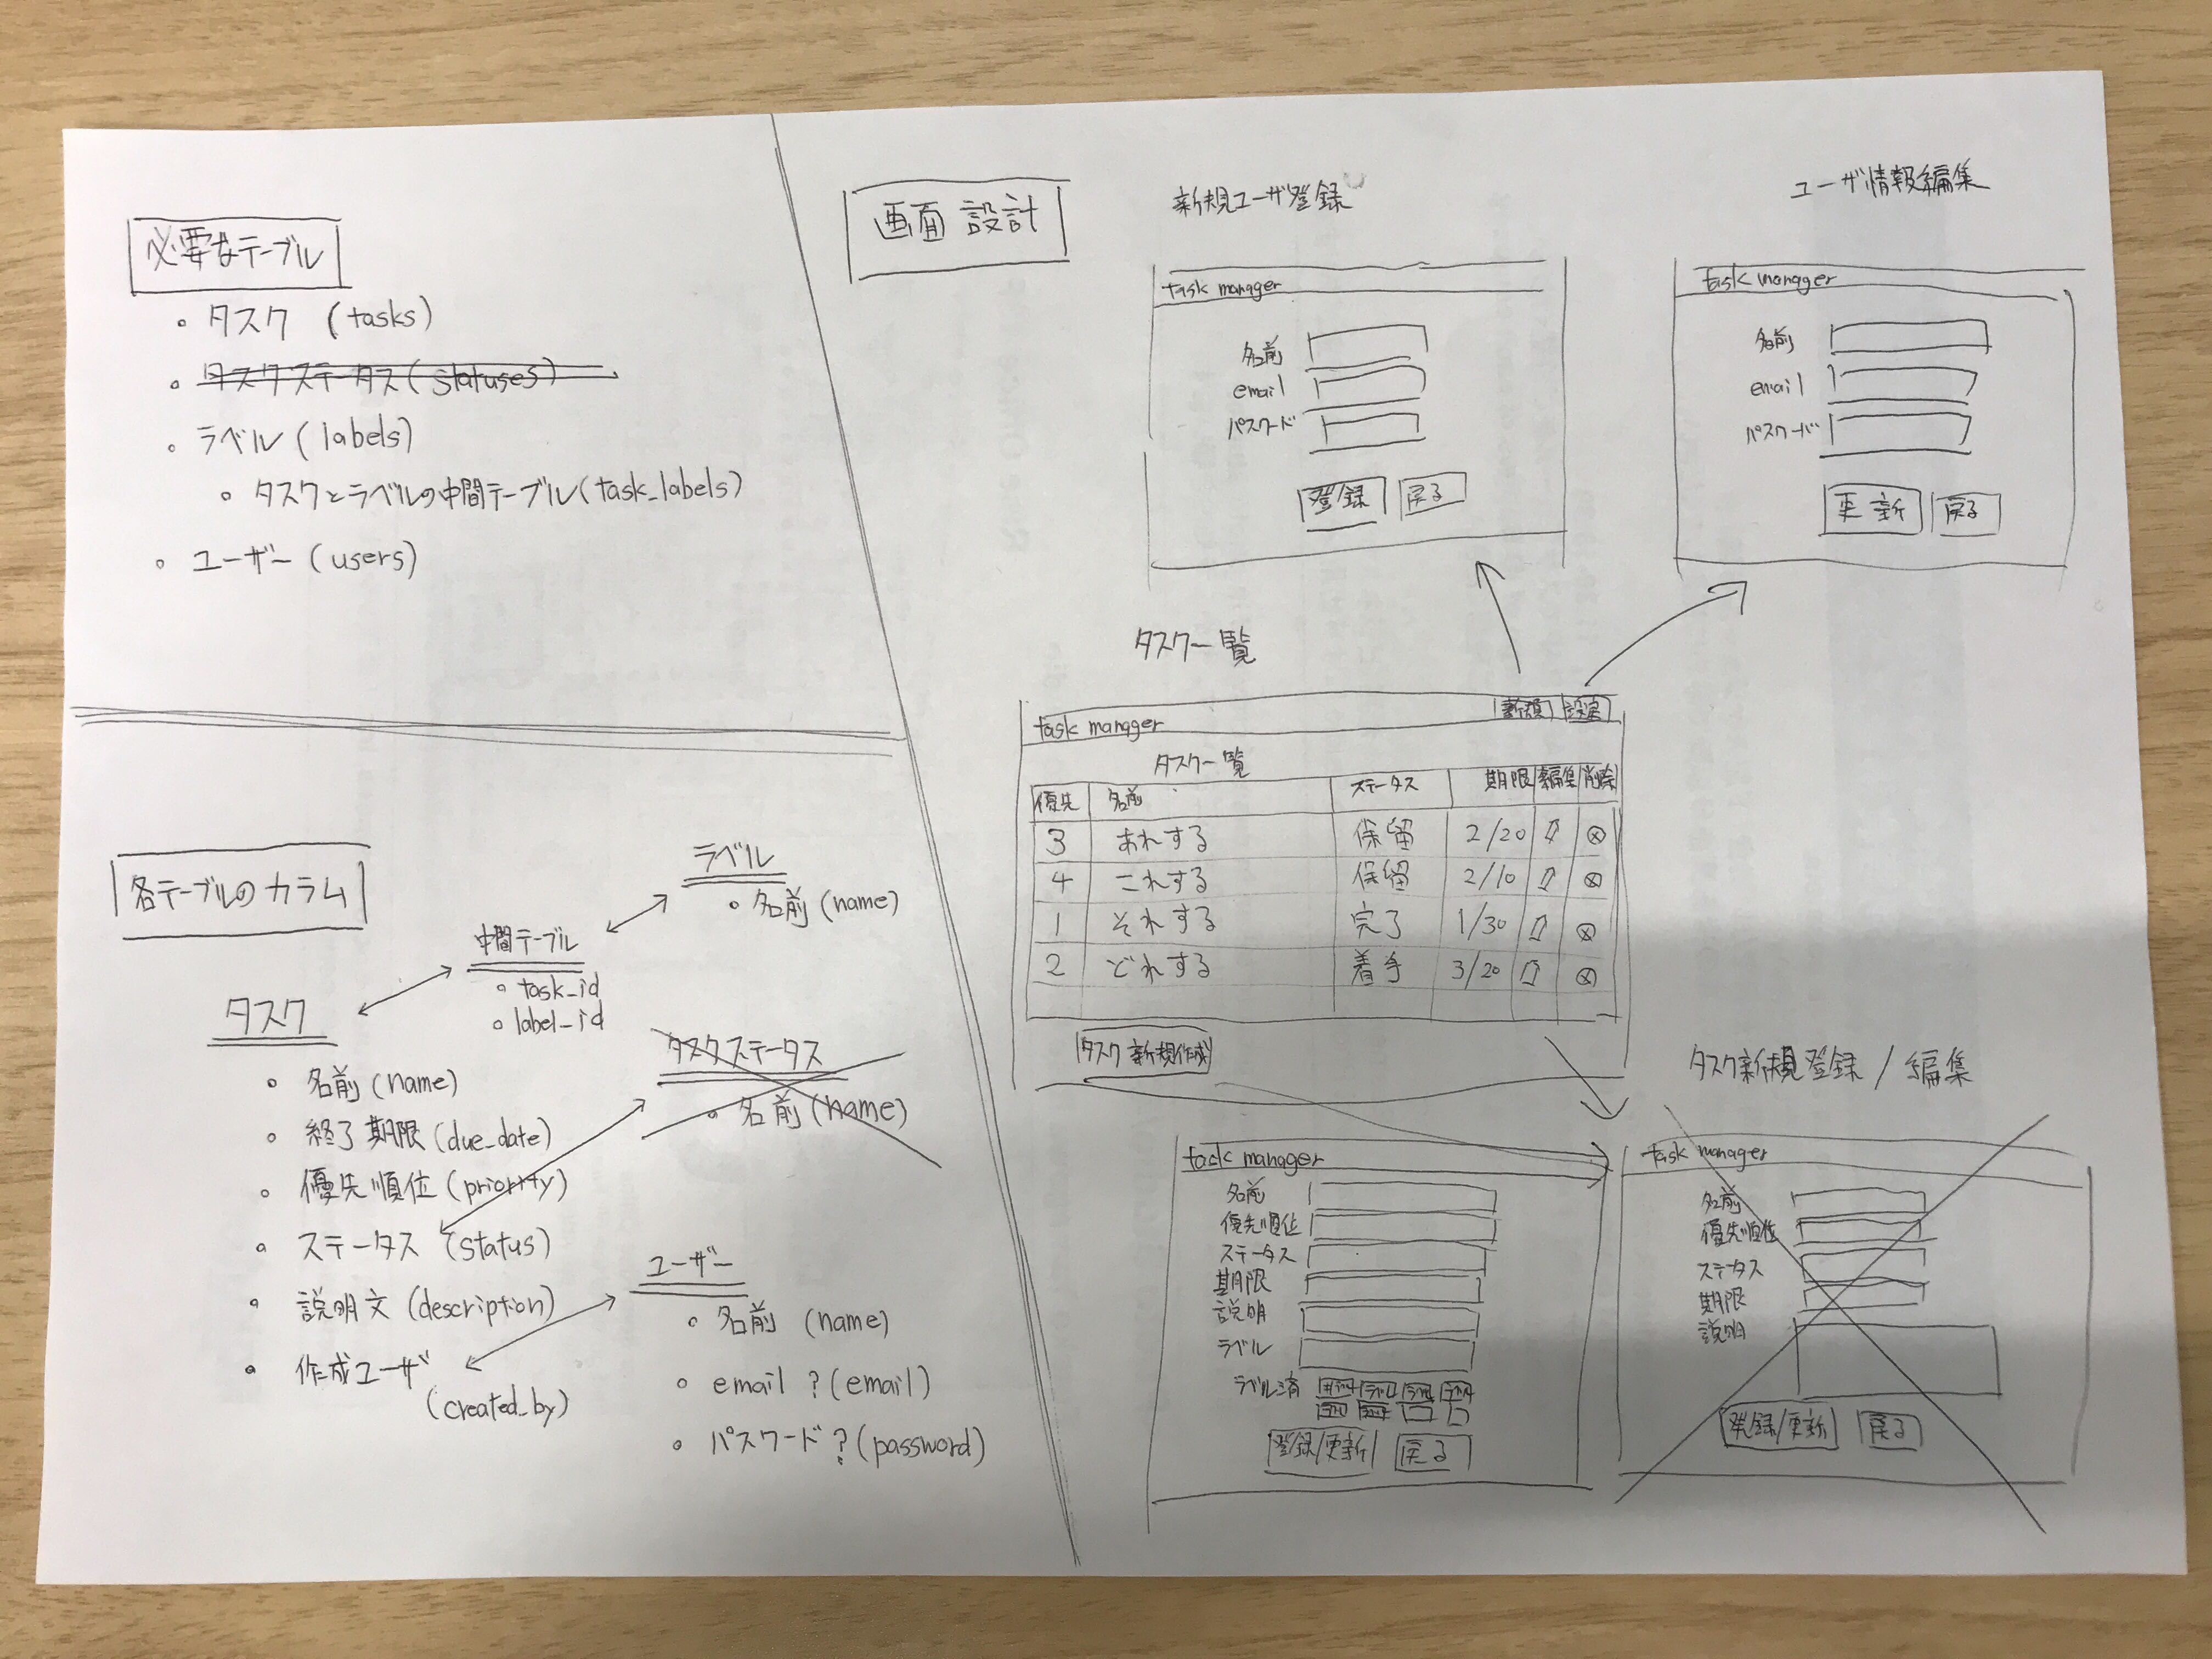 必要なテーブル
タスク (tasks)
タスクステータス (statuses)
ラベル (labels)
タスクとラベルの中間テーブル (task_labels)
ユーザー (users)
各テーブルのカラム
ラベル
名前 (name)
中間テーブル
task_id
label_id
タスク
名前 (name)
終了期限 (due_date)
優先順位 (priority)
ステータス (status)
説明文 (description)
作成ユーザ
(created_by)
タスクステータス
名前 (name)
ユーザー
名前 (name)
email ? (email)
パスワード ? (password)
画面設計
新規ユーザ登録
task manager
名前
email
パスワード
登録 戻る
ユーザ情報編集
task manager
名前
email
パスワード
更新 戻る
タスク一覧
task manager 設定
タスク一覧
優先 名前 ステータス 期限 編集 削除
3 あれする 保留 2/20
4 これする 保留 2/10
1 それする 完了 1/30
2 どれする 着手 3/20
タスク新規作成
タスク新規登録 / 編集
task manager
名前
優先順位
ステータス
期限
説明
ラベル
ラベル済
登録/更新 戻る
task manager
名前
優先順位
ステータス
期限
説明
登録/更新 戻る